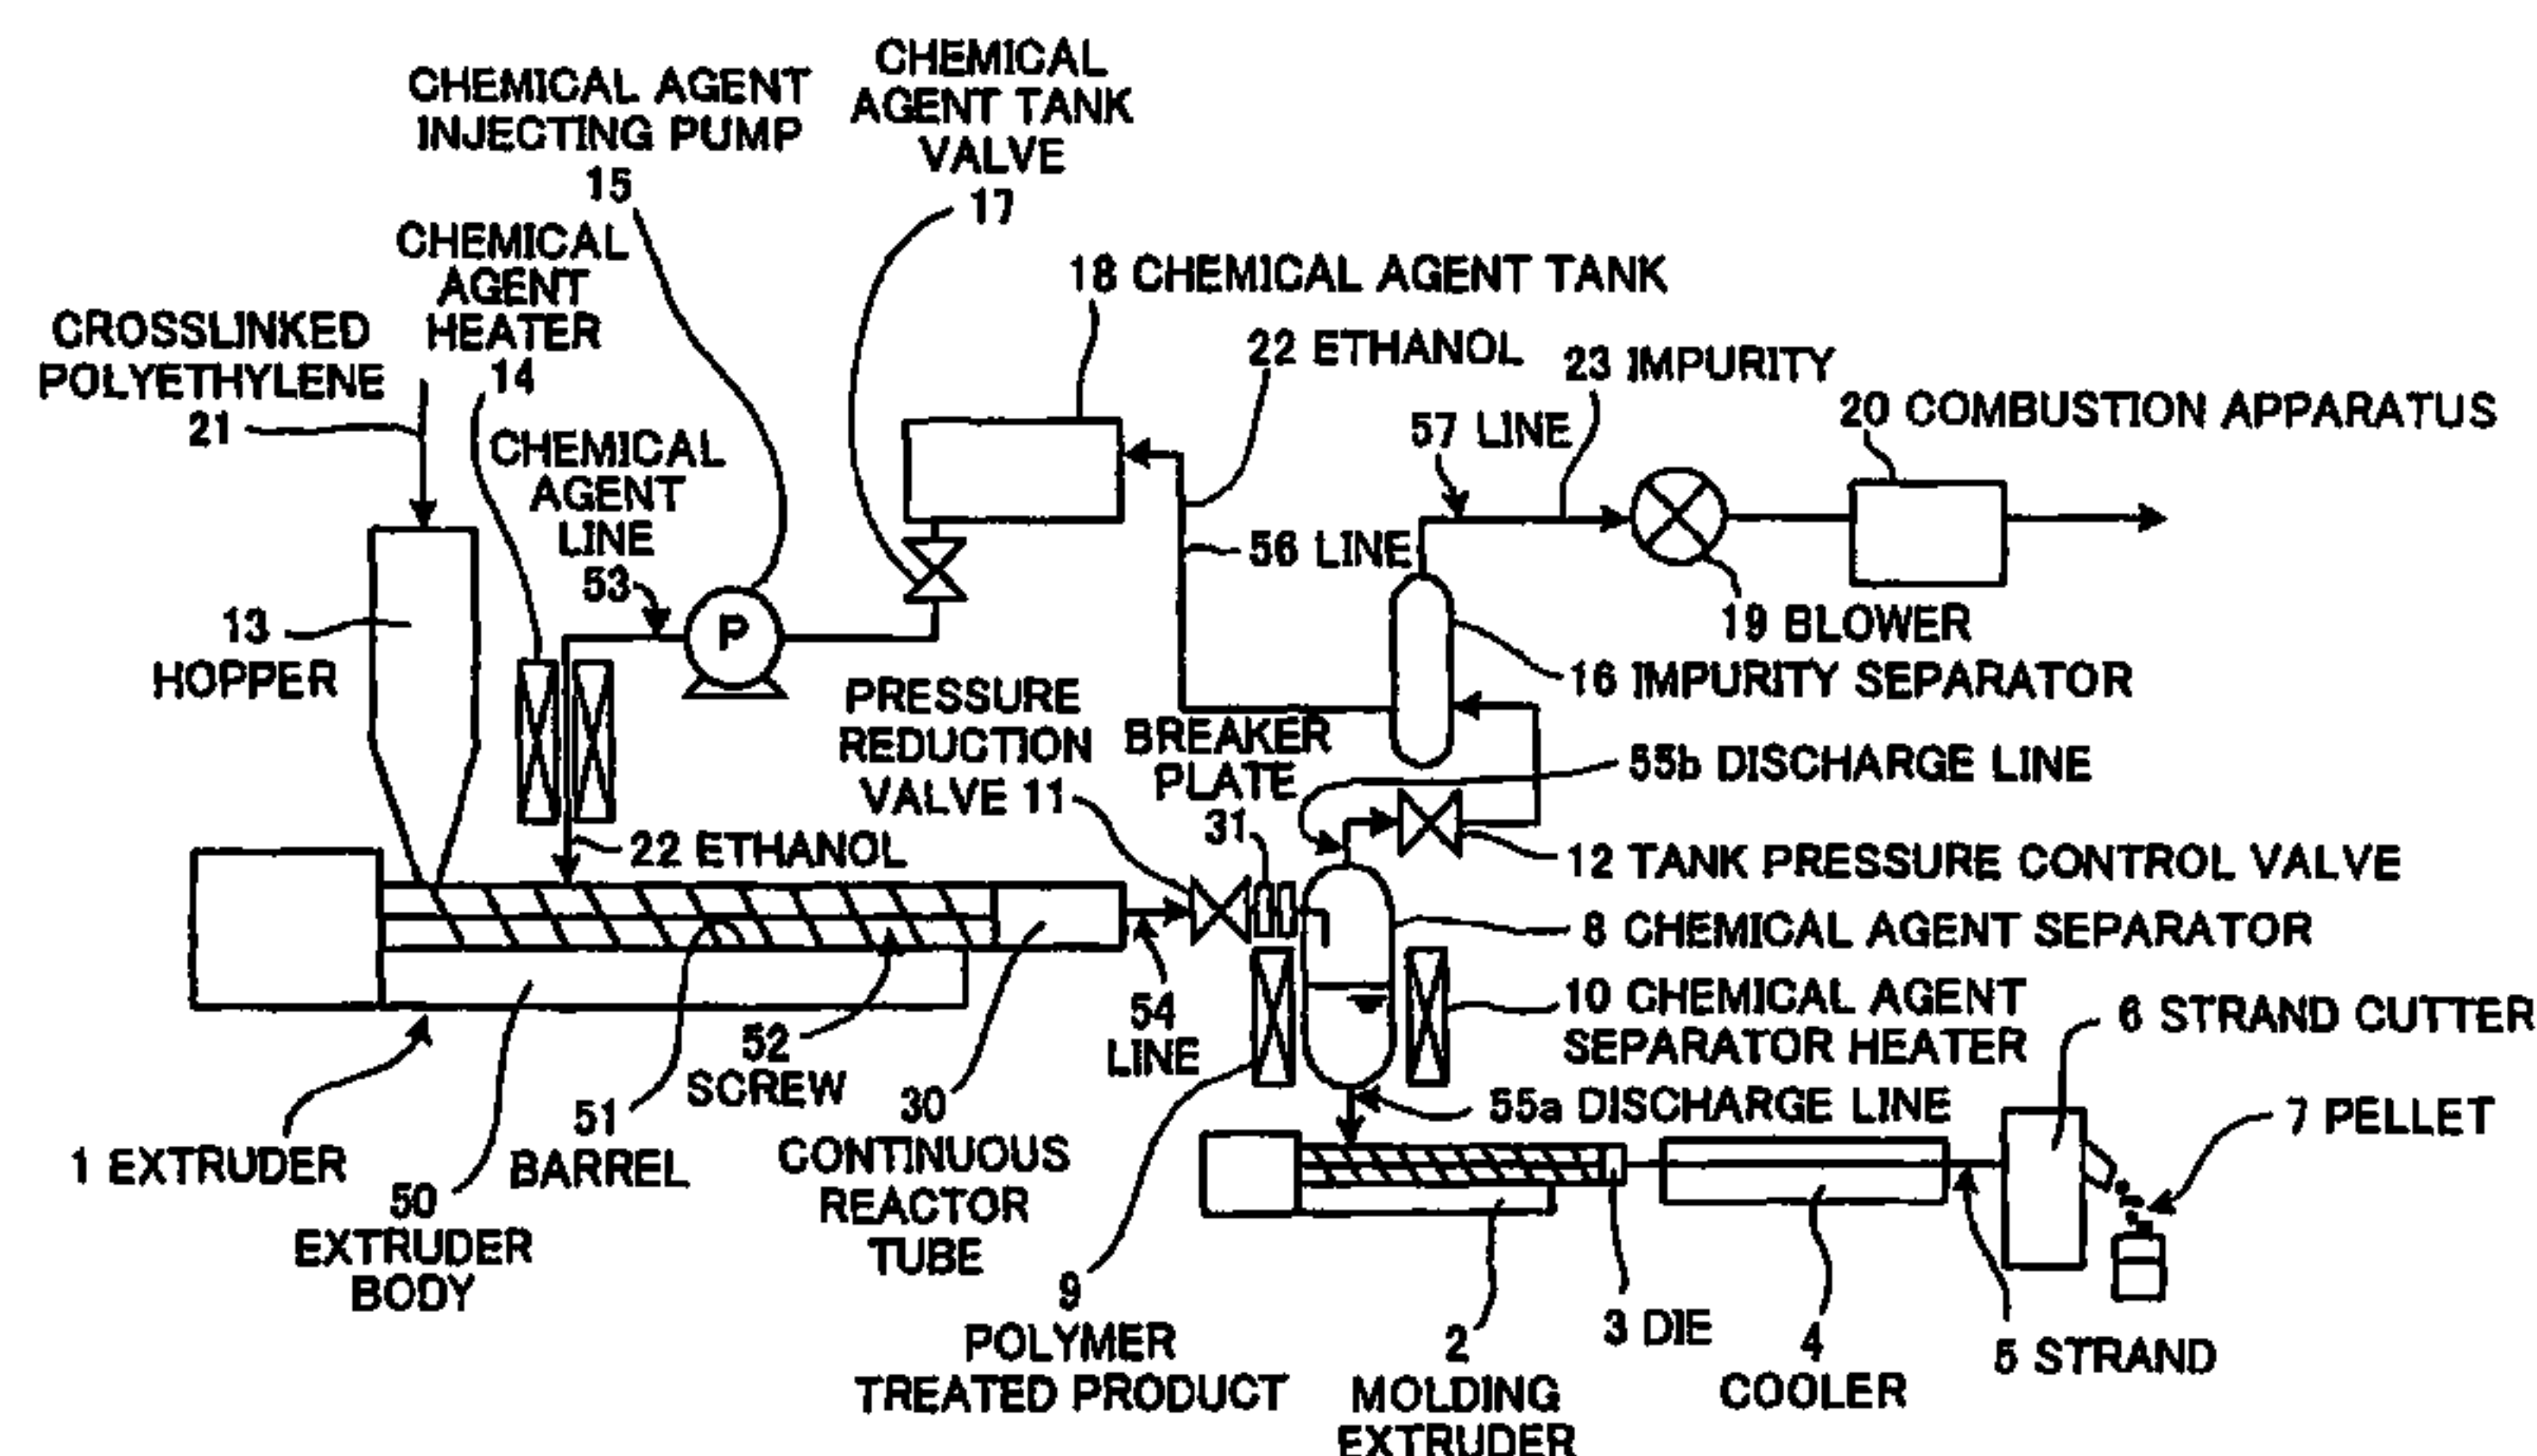 CHEMICAL AGENT
INJECTING PUMP
15
CHEMICAL
AGENT TANK
VALVE
17
CHEMICAL
AGENT
HEATER
14
CROSSLINKED
POLYETHYLENE
21
CHEMICAL
AGENT
LINE
53
18 CHEMICAL AGENT TANK
22 ETHANOL
23 IMPURITY
57 LINE
20 COMBUSTION APPARATUS
56 LINE
13
HOPPER
P
19 BLOWER
16 IMPURITY SEPARATOR
PRESSURE
REDUCTION
VALVE 11
BREAKER
PLATE
31
55b DISCHARGE LINE
22 ETHANOL
12 TANK PRESSURE CONTROL VALVE
8 CHEMICAL AGENT SEPARATOR
10 CHEMICAL AGENT
SEPARATOR HEATER
6 STRAND CUTTER
54
LINE
52
SCREW
51
BARREL
30
CONTINUOUS
REACTOR
TUBE
55a DISCHARGE LINE
7 PELLET
1 EXTRUDER
50
EXTRUDER
BODY
9
POLYMER
TREATED PRODUCT
2
MOLDING
EXTRUDER
3 DIE
4
COOLER
5 STRAND